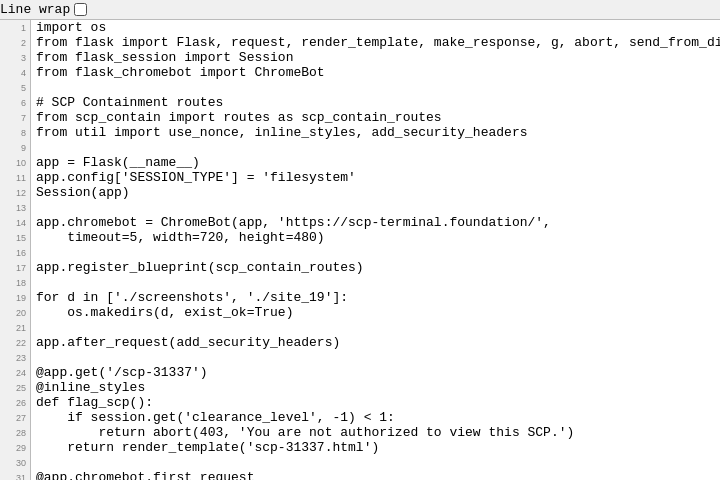 Line wrap
1 import os
2 from flask import Flask, request, render_template, make_response, g, abort, send_from_di
3 from flask_session import Session
4 from flask_chromebot import ChromeBot
5
6 # SCP Containment routes
7 from scp_contain import routes as scp_contain_routes
8 from util import use_nonce, inline_styles, add_security_headers
9
10 app = Flask(__name__)
11 app.config['SESSION_TYPE'] = 'filesystem'
12 Session(app)
13
14 app.chromebot = ChromeBot(app, 'https://scp-terminal.foundation/',
15     timeout=5, width=720, height=480)
16
17 app.register_blueprint(scp_contain_routes)
18
19 for d in ['./screenshots', './site_19']:
20     os.makedirs(d, exist_ok=True)
21
22 app.after_request(add_security_headers)
23
24 @app.get('/scp-31337')
25 @inline_styles
26 def flag_scp():
27     if session.get('clearance_level', -1) < 1:
28         return abort(403, 'You are not authorized to view this SCP.')
29     return render_template('scp-31337.html')
30
31 @app.chromebot.first_request